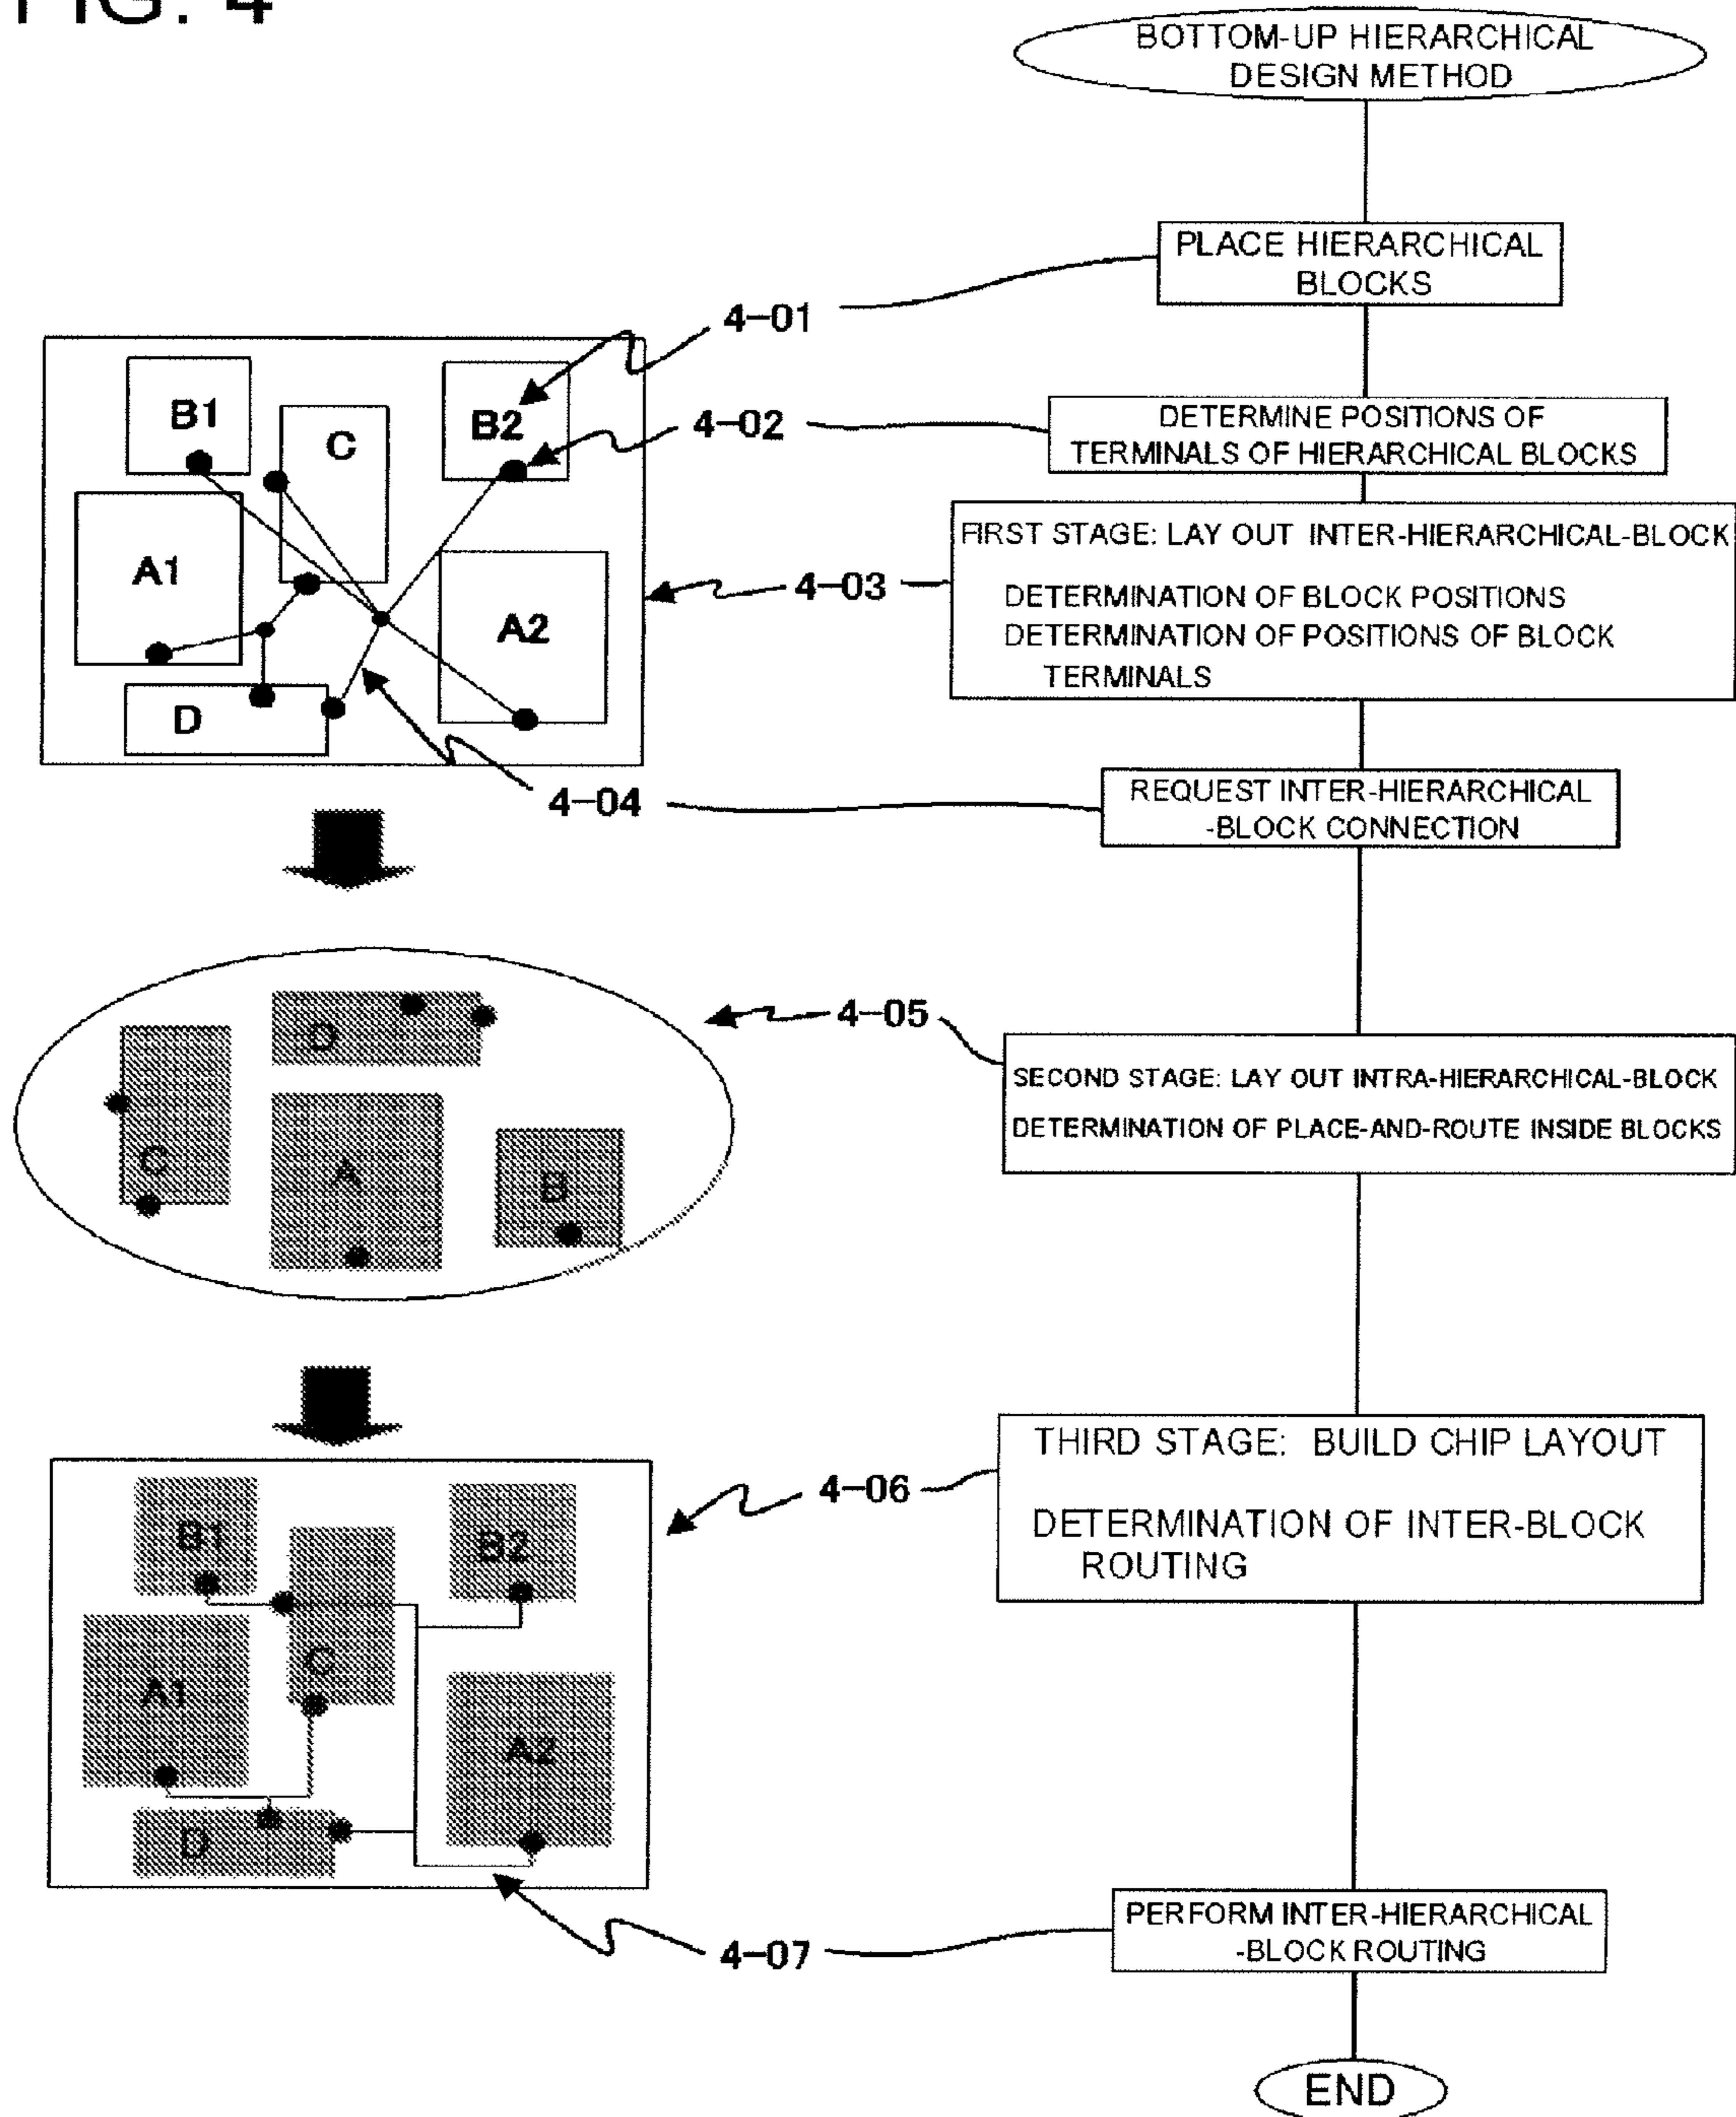 FIG. 4
BOTTOM-UP HIERARCHICAL
DESIGN METHOD
PLACE HIERARCHICAL
BLOCKS
4-01
DETERMINE POSITIONS OF
TERMINALS OF HIERARCHICAL BLOCKS
4-02
B1
C
B2
A1
A2
D
FIRST STAGE: LAY OUT INTER-HIERARCHICAL-BLOCK
DETERMINATION OF BLOCK POSITIONS
DETERMINATION OF POSITIONS OF BLOCK
TERMINALS
4-03
REQUEST INTER-HIERARCHICAL
-BLOCK CONNECTION
4-04
4-05
D
C
A
B
SECOND STAGE: LAY OUT INTRA-HIERARCHICAL-BLOCK
DETERMINATION OF PLACE-AND-ROUTE INSIDE BLOCKS
THIRD STAGE: BUILD CHIP LAYOUT
DETERMINATION OF INTER-BLOCK
ROUTING
4-06
B1
B2
C
A1
A2
D
PERFORM INTER-HIERARCHICAL
-BLOCK ROUTING
4-07
END